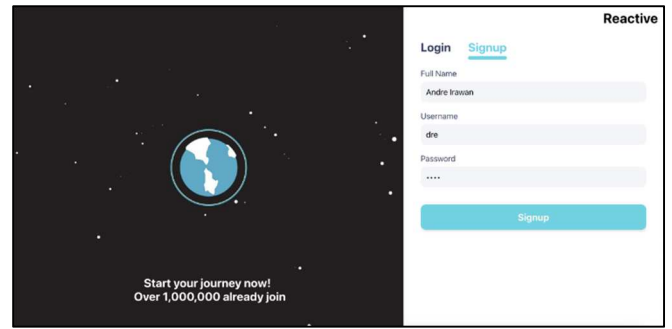 Reactive
Login Signup
Full Name
Andre Irawan
Username
dre
Password
....
Signup
Start your journey now!
Over 1,000,000 already join